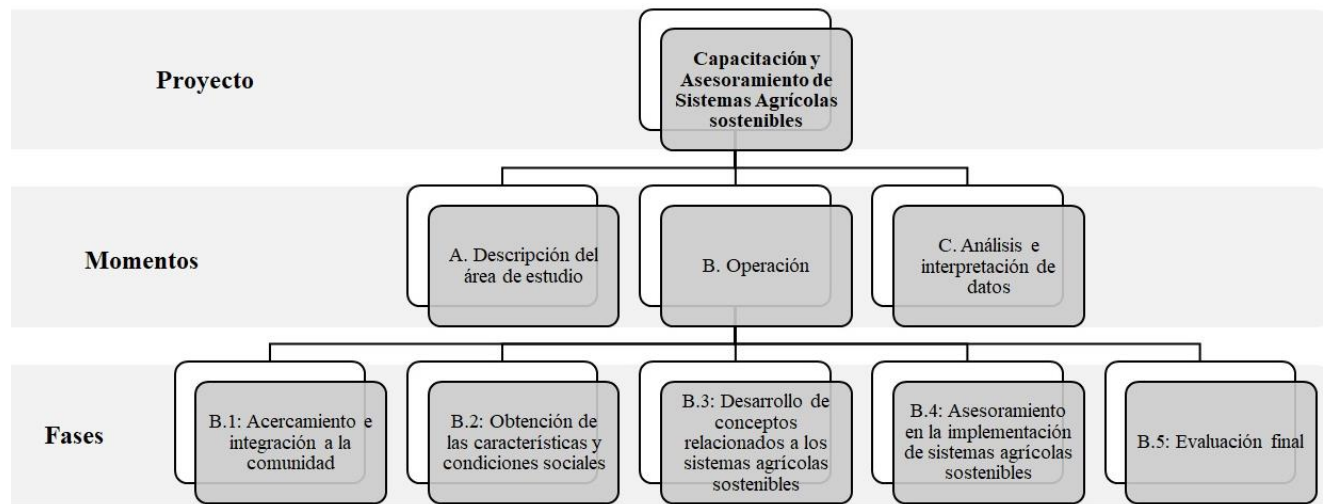 Proyecto
Capacitación y
Asesoramiento de
Sistemas Agrícolas
sostenibles
Momentos
A. Descripción del
área de estudio
B. Operación
C. Análisis e
interpretación de
datos
Fases
B.1: Acercamiento e
integración a la
comunidad
B.2: Obtención de
las características y
condiciones sociales
B.3: Desarrollo de
conceptos
relacionados a los
sistemas agrícolas
sostenibles
B.4: Asesoramiento
en la implementación
de sistemas agrícolas
sostenibles
B.5: Evaluación final